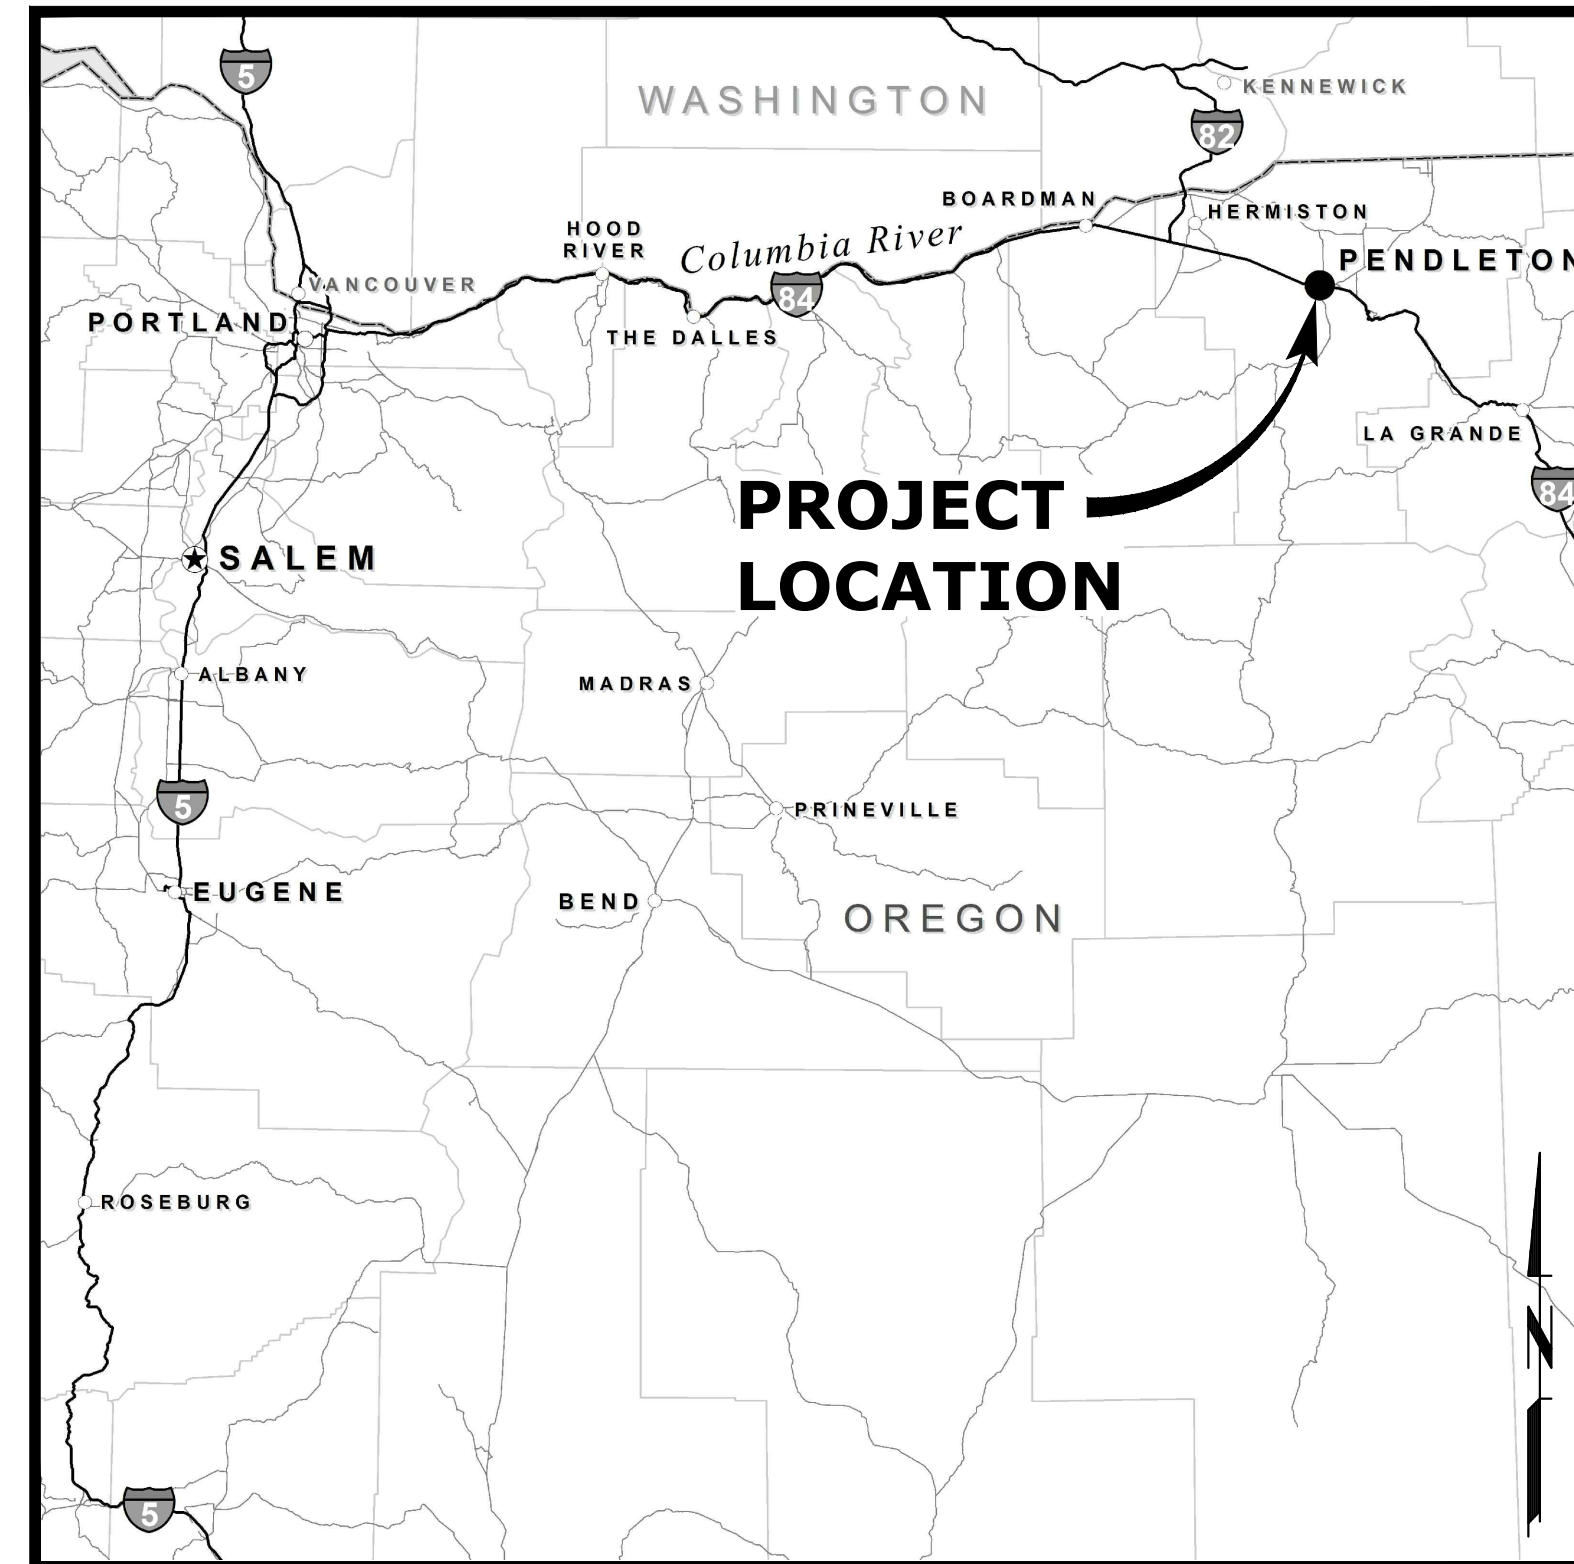 5
WASHINGTON
KENNEWICK
82
BOARDMAN
HERMISTON
HOOD
RIVER
Columbia River
PENDLETON
VANCOUVER
84
PORTLAND
THE DALLES
LA GRANDE
84
PROJECT
LOCATION
SALEM
ALBANY
MADRAS
5
PRINEVILLE
EUGENE
BEND
OREGON
ROSEBURG
N
5